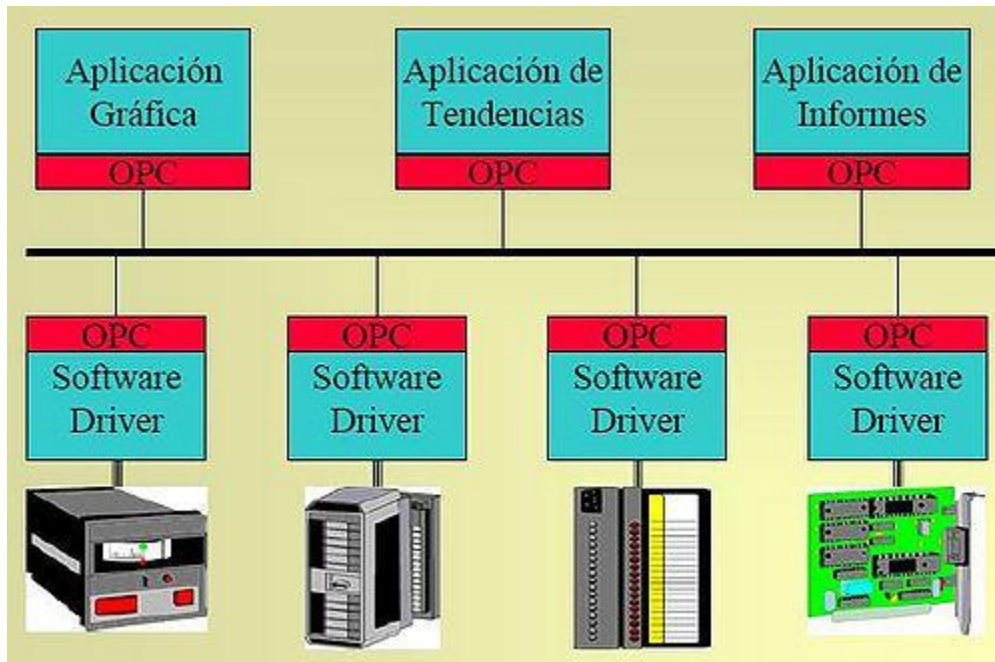 Aplicación
Gráfica
OPC
Aplicación de
Tendencias
OPC
Aplicación de
Informes
OPC
OPC
Software
Driver
OPC
Software
Driver
OPC
Software
Driver
OPC
Software
Driver